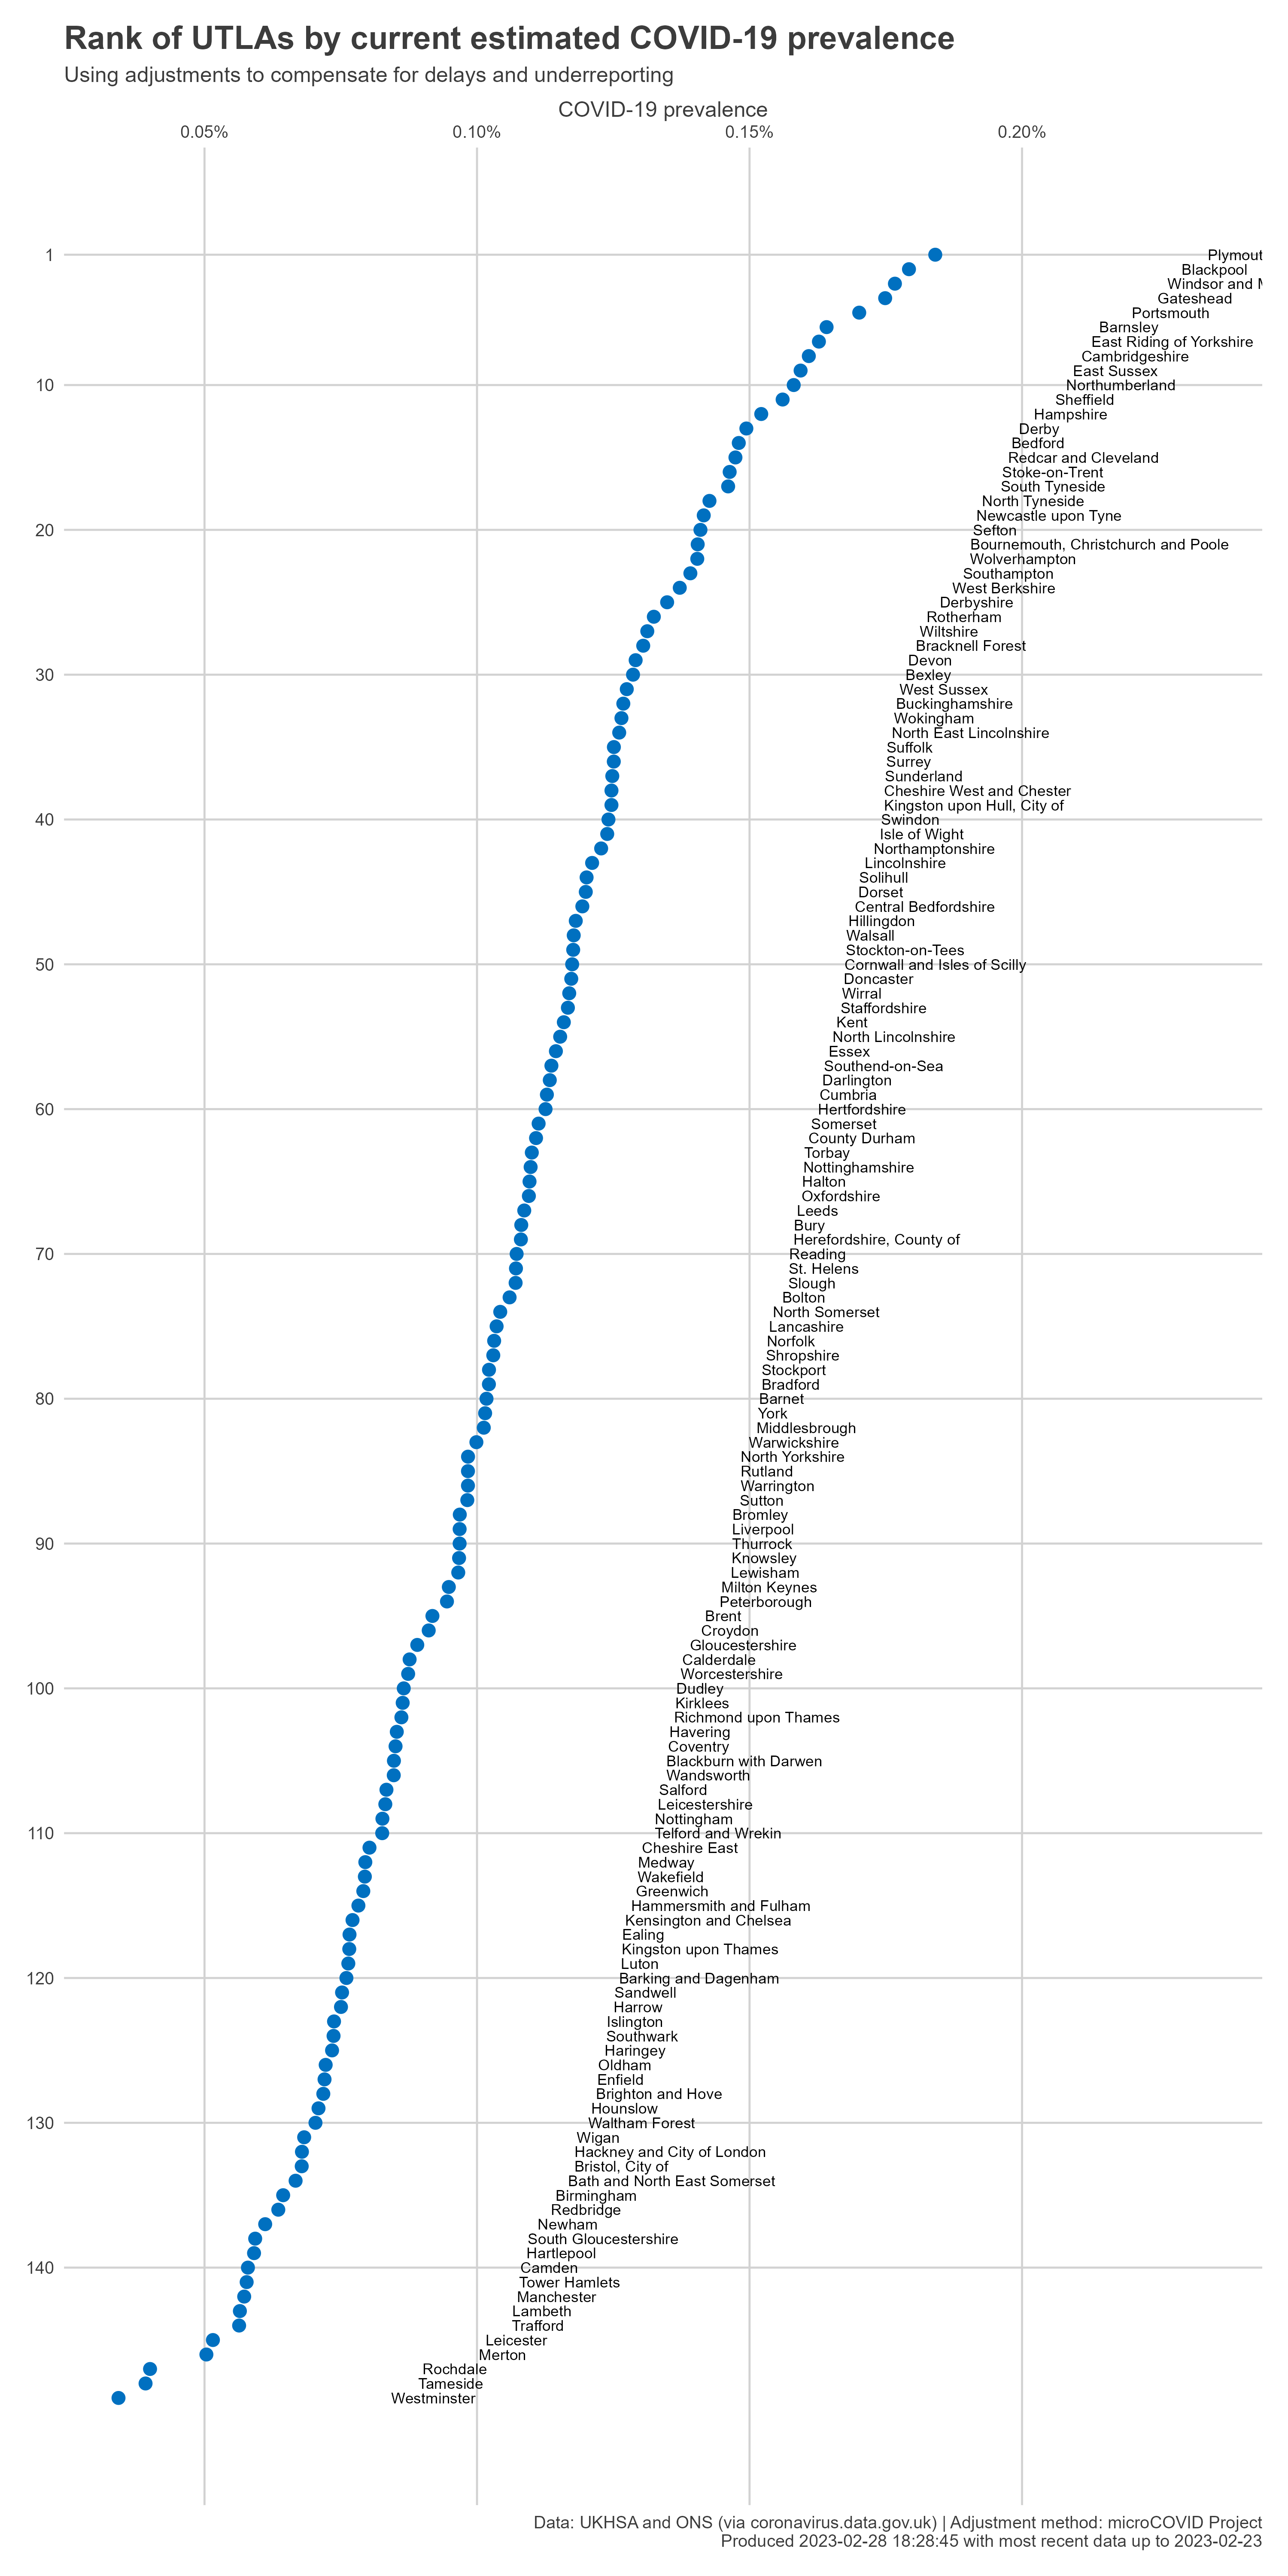 Rank of UTLAs by current estimated COVID-19 prevalence
Using adjustments to compensate for delays and underreporting
COVID-19 prevalence
0.05% 0.10% 0.15% 0.20%
1 Plymout
Blackpool
Windsor and M
Gateshead
Portsmouth
Barnsley
East Riding of Yorkshire
Cambridgeshire
East Sussex
10 Northumberland
Sheffield
Hampshire
Derby
Bedford
Redcar and Cleveland
Stoke-on-Trent
South Tyneside
North Tyneside
Newcastle upon Tyne
20 Sefton
Bournemouth, Christchurch and Poole
Wolverhampton
Southampton
West Berkshire
Derbyshire
Rotherham
Wiltshire
Bracknell Forest
Devon
30 Bexley
West Sussex
Buckinghamshire
Wokingham
North East Lincolnshire
Suffolk
Surrey
Sunderland
Cheshire West and Chester
Kingston upon Hull, City of
40 Swindon
Isle of Wight
Northamptonshire
Lincolnshire
Solihull
Dorset
Central Bedfordshire
Hillingdon
Walsall
Stockton-on-Tees
50 Cornwall and Isles of Scilly
Doncaster
Wirral
Staffordshire
Kent
North Lincolnshire
Essex
Southend-on-Sea
Darlington
Cumbria
60 Hertfordshire
Somerset
County Durham
Torbay
Nottinghamshire
Halton
Oxfordshire
Leeds
Bury
Herefordshire, County of
70 Reading
St. Helens
Slough
Bolton
North Somerset
Lancashire
Norfolk
Shropshire
Stockport
Bradford
80 Barnet
York
Middlesbrough
Warwickshire
North Yorkshire
Rutland
Warrington
Sutton
Bromley
Liverpool
90 Thurrock
Knowsley
Lewisham
Milton Keynes
Peterborough
Brent
Croydon
Gloucestershire
Calderdale
Worcestershire
100 Dudley
Kirklees
Richmond upon Thames
Havering
Coventry
Blackburn with Darwen
Wandsworth
Salford
Leicestershire
Nottingham
110 Telford and Wrekin
Cheshire East
Medway
Wakefield
Greenwich
Hammersmith and Fulham
Kensington and Chelsea
Ealing
Kingston upon Thames
Luton
120 Barking and Dagenham
Sandwell
Harrow
Islington
Southwark
Haringey
Oldham
Enfield
Brighton and Hove
Hounslow
130 Waltham Forest
Wigan
Hackney and City of London
Bristol, City of
Bath and North East Somerset
Birmingham
Redbridge
Newham
South Gloucestershire
Hartlepool
140 Camden
Tower Hamlets
Manchester
Lambeth
Trafford
Leicester
Merton
Rochdale
Tameside
Westminster
Data: UKHSA and ONS (via coronavirus.data.gov.uk) | Adjustment method: microCOVID Project
Produced 2023-02-28 18:28:45 with most recent data up to 2023-02-23